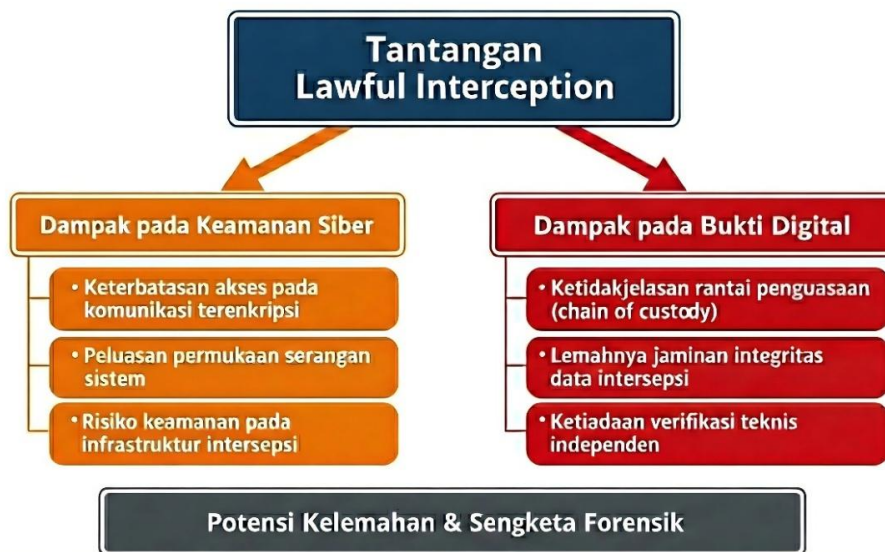 Tantangan
Lawful Interception
Dampak pada Keamanan Siber
• Keterbatasan akses pada
komunikasi terenkripsi
• Peluasan permukaan serangan
sistem
• Risiko keamanan pada
infrastruktur intersepsi
Dampak pada Bukti Digital
• Ketidakjelasan rantai penguasaan
(chain of custody)
• Lemahnya jaminan integritas
data intersepsi
• Ketiadaan verifikasi teknis
independen
Potensi Kelemahan & Sengketa Forensik